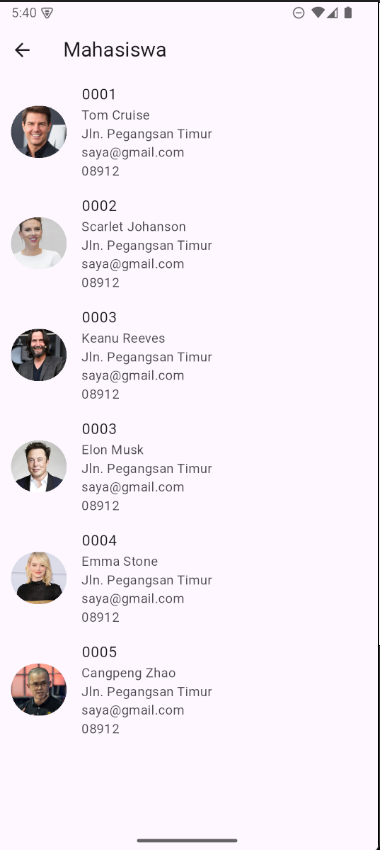 5:40
Mahasiswa
0001
Tom Cruise
Jln. Pegangsan Timur
saya@gmail.com
08912
0002
Scarlet Johanson
Jln. Pegangsan Timur
saya@gmail.com
08912
0003
Keanu Reeves
Jln. Pegangsan Timur
saya@gmail.com
08912
0003
Elon Musk
Jln. Pegangsan Timur
saya@gmail.com
08912
0004
Emma Stone
Jln. Pegangsan Timur
saya@gmail.com
08912
0005
Cangpeng Zhao
Jln. Pegangsan Timur
saya@gmail.com
08912